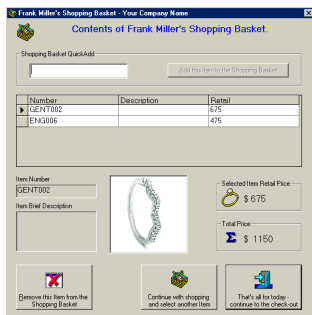 Frank Miller's Shopping Basket - Your Company Name
Contents of Frank Miller's Shopping Basket.
Shopping Basket QuickAdd
Add this Item to the Shopping Basket
Number Description Retail
GENT002 675
ENG006 475
Item Number
GENT002
Item Brief Description
Selected Item Retail Price
$ 675
Total Price
Σ $ 1150
Remove this Item from the
Shopping Basket
Continue with shopping
and select another Item
That's all for today -
continue to the check-out